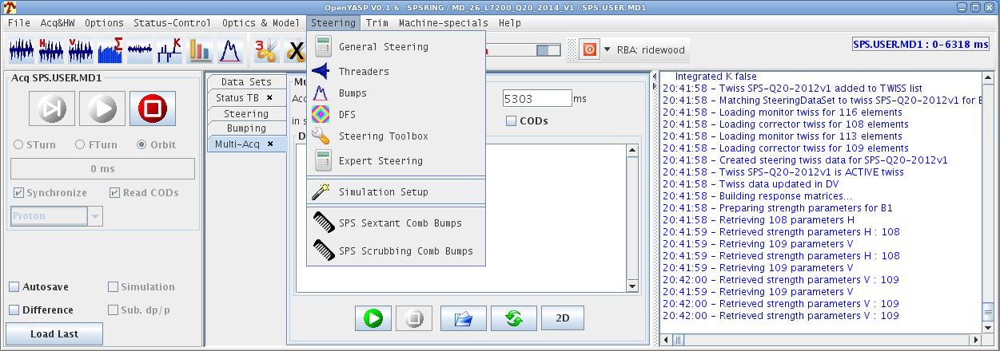 OpenYASP V0.1.6 SPSRING / MD_26_L7200_Q20_2014_V1 / SPS.USER.MD1
File Acq&HW Options Status-Control Optics & Model Steering Trim Machine-specials Help
RBA: ridewood
SPS.USER.MD1 : 0-6318 ms
Acq SPS.USER.MD1
STurn FTurn Orbit
0 ms
Synchronize Read CODs
Proton
Autosave Simulation
Difference Sub. dp/p
Load Last
Data Sets
Status TB ×
Steering
Bumping
Multi-Acq ×
General Steering
Threaders
Bumps
DFS
Steering Toolbox
Expert Steering
Simulation Setup
SPS Sextant Comb Bumps
SPS Scrubbing Comb Bumps
5303 ms
in s
CODs
2D
Integrated K false
20:41:58 - Twiss SPS-Q20-2012v1 added to TWISS list
20:41:58 - Matching SteeringDataSet to twiss SPS-Q20-2012v1 for B
20:41:58 - Loading monitor twiss for 116 elements
20:41:58 - Loading corrector twiss for 108 elements
20:41:58 - Loading monitor twiss for 113 elements
20:41:58 - Loading corrector twiss for 109 elements
20:41:58 - Created steering twiss data for SPS-Q20-2012v1
20:41:58 - Twiss SPS-Q20-2012v1 is ACTIVE twiss
20:41:58 - Twiss data updated in DV
20:41:58 - Building response matrices...
20:41:58 - Preparing strength parameters for B1
20:41:58 - Retrieving 108 parameters H
20:41:59 - Retrieved strength parameters H : 108
20:41:59 - Retrieving 109 parameters V
20:41:59 - Retrieved strength parameters H : 108
20:41:59 - Retrieving 109 parameters V
20:42:00 - Retrieved strength parameters V : 109
20:41:59 - Retrieving 109 parameters V
20:42:00 - Retrieved strength parameters V : 109
20:42:00 - Retrieved strength parameters V : 109